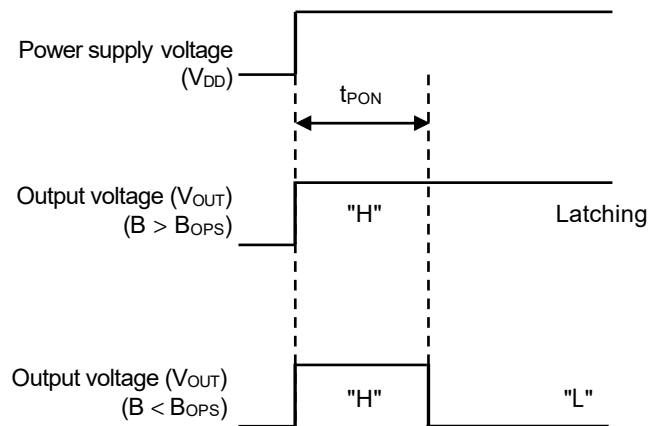 Power supply voltage
(VDD)
tPON
Output voltage (VOUT)
(B > BOPS)
"H"
Latching
Output voltage (VOUT)
(B < BOPS)
"H"
"L"